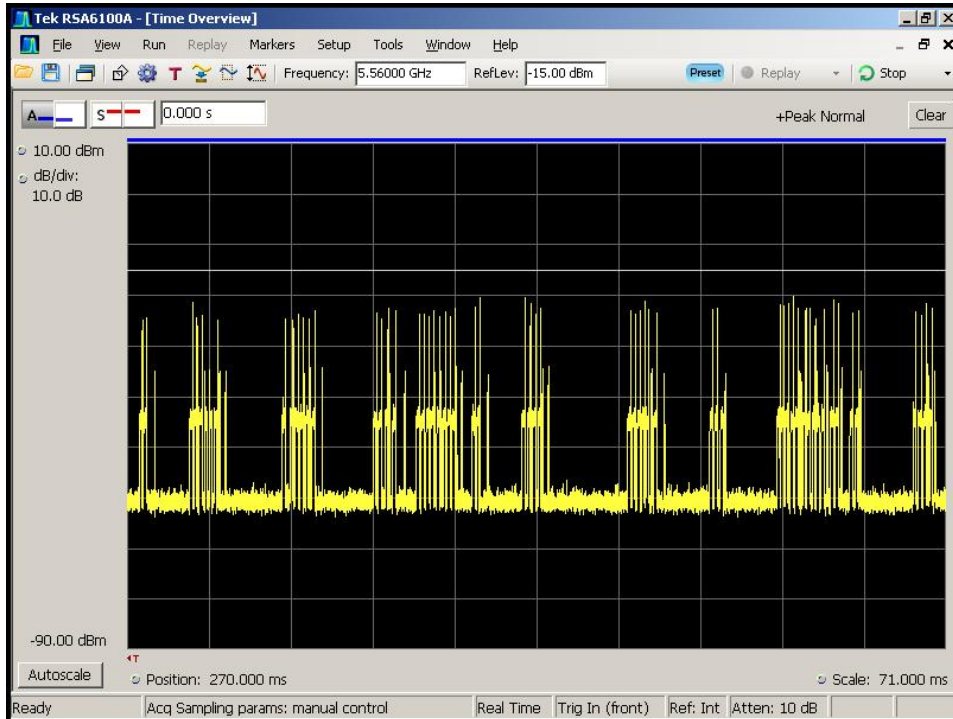 Tek RSA6100A - [Time Overview]
File View Run Replay Markers Setup Tools Window Help
Frequency: 5.56000 GHz RefLev: -15.00 dBm Preset Replay Stop
A S 0.000 s +Peak Normal Clear
10.00 dBm
dB/div:
10.0 dB
-90.00 dBm
T
Autoscale Position: 270.000 ms Scale: 71.000 ms
Ready Acq Sampling params: manual control Real Time Trig In (front) Ref: Int Atten: 10 dB